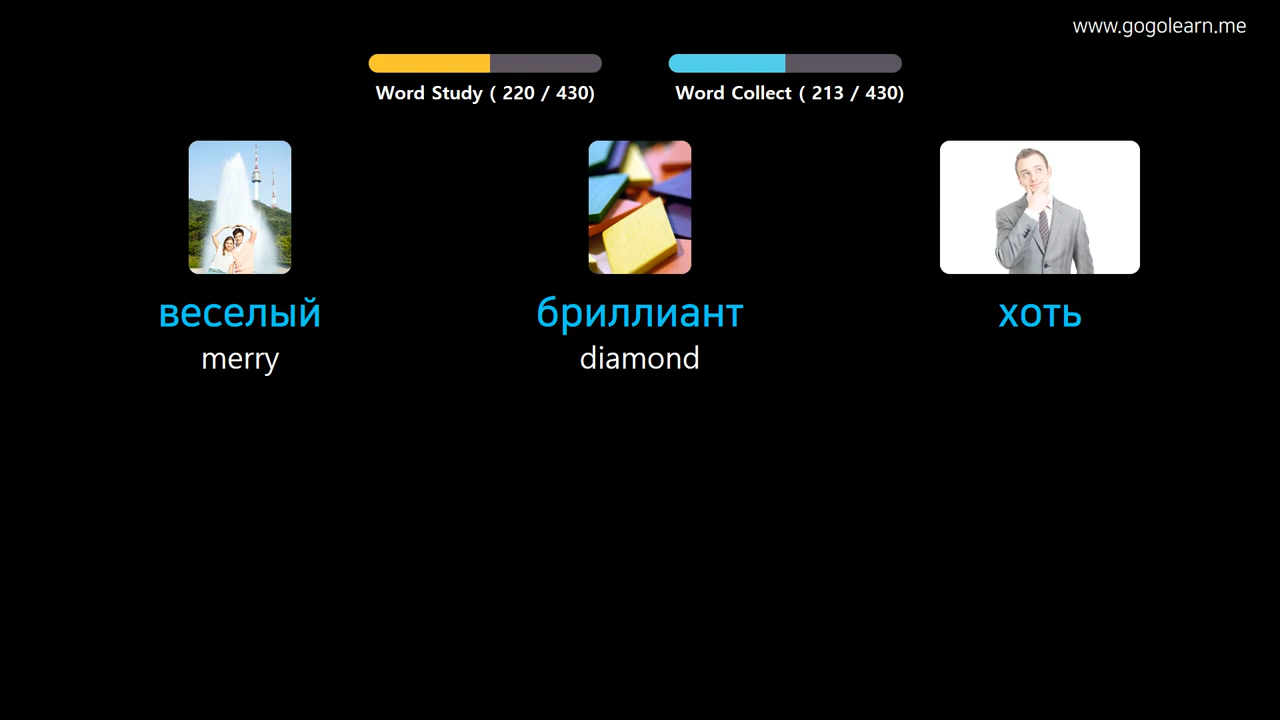 www.gogolearn.me
Word Study ( 220 / 430)
Word Collect ( 213 / 430)
веселый
бриллиант
хоть
merry
diamond